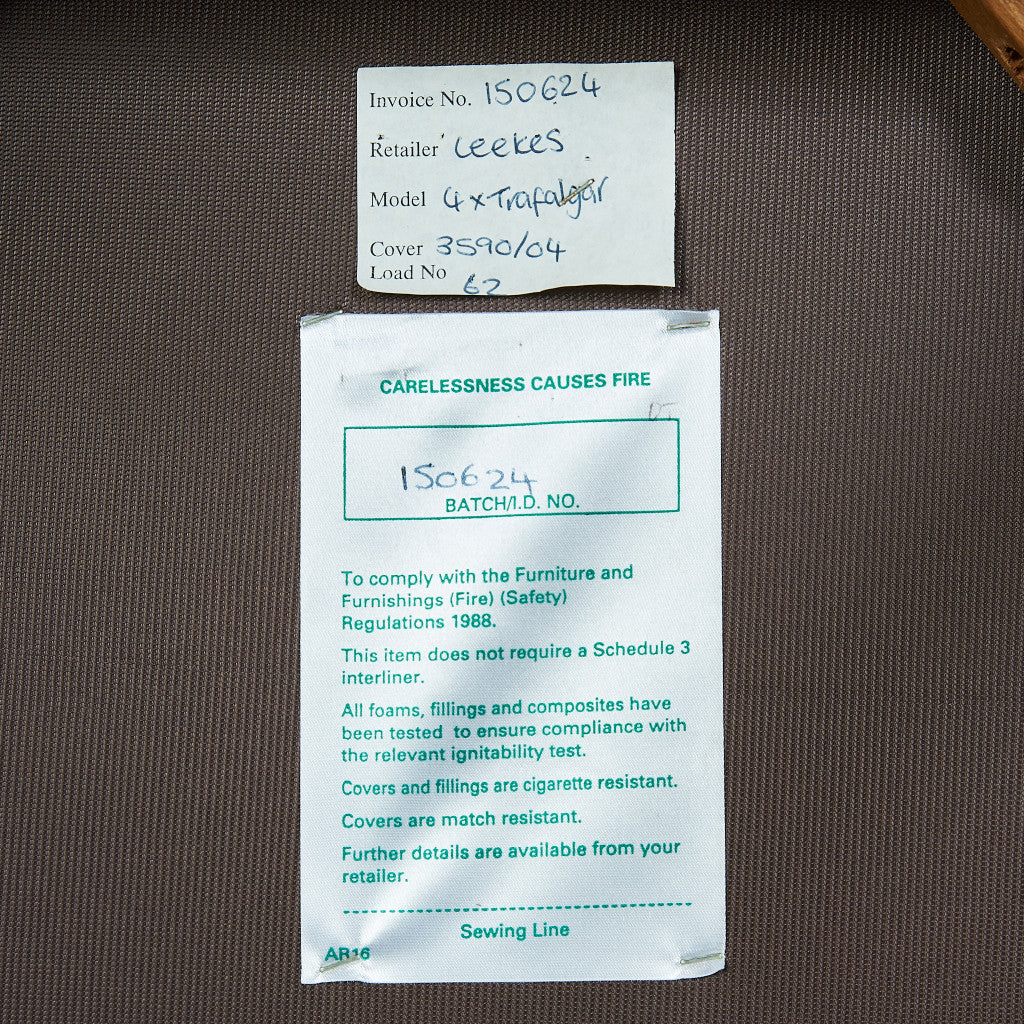 Invoice No. 150624
Retailer Leekes
Model 4 x Trafalgar
Cover 3590/04
Load No 62
CARELESSNESS CAUSES FIRE
150624
BATCH/I.D. NO.
To comply with the Furniture and
Furnishings (Fire) (Safety)
Regulations 1988.
This item does not require a Schedule 3
interliner.
All foams, fillings and composites have
been tested to ensure compliance with
the relevant ignitability test.
Covers and fillings are cigarette resistant.
Covers are match resistant.
Further details are available from your
retailer.
Sewing Line
AR16